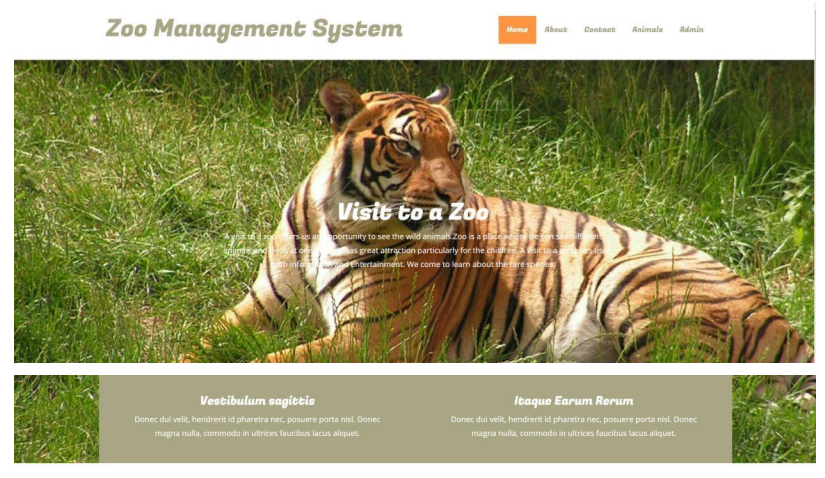 Zoo Management System
Home About Contact Animals Admin
Visit to a Zoo
A visit to a zoo offers us an opportunity to see the wild animals.Zoo is a place where we can see different
animals and birds at one has great attraction particularly for the children. A visit to a zoo gives us
both information and entertainment. We come to learn about the rare species
Vestibulum sagittis
Donec dui velit, hendrerit id pharetra nec, posuere porta nisl. Donec
magna nulla, commodo in ultrices faucibus lacus aliquet.
Itaque Earum Rerum
Donec dui velit, hendrerit id pharetra nec, posuere porta nisl. Donec
magna nulla, commodo in ultrices faucibus lacus aliquet.